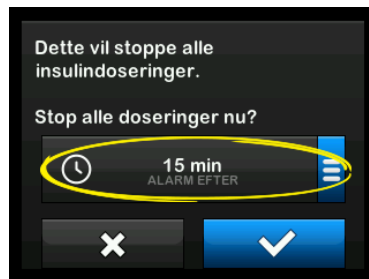 Dette vil stoppe alle
insulindoseringer.
Stop alle doseringer nu?
15 min
ALARM EFTER